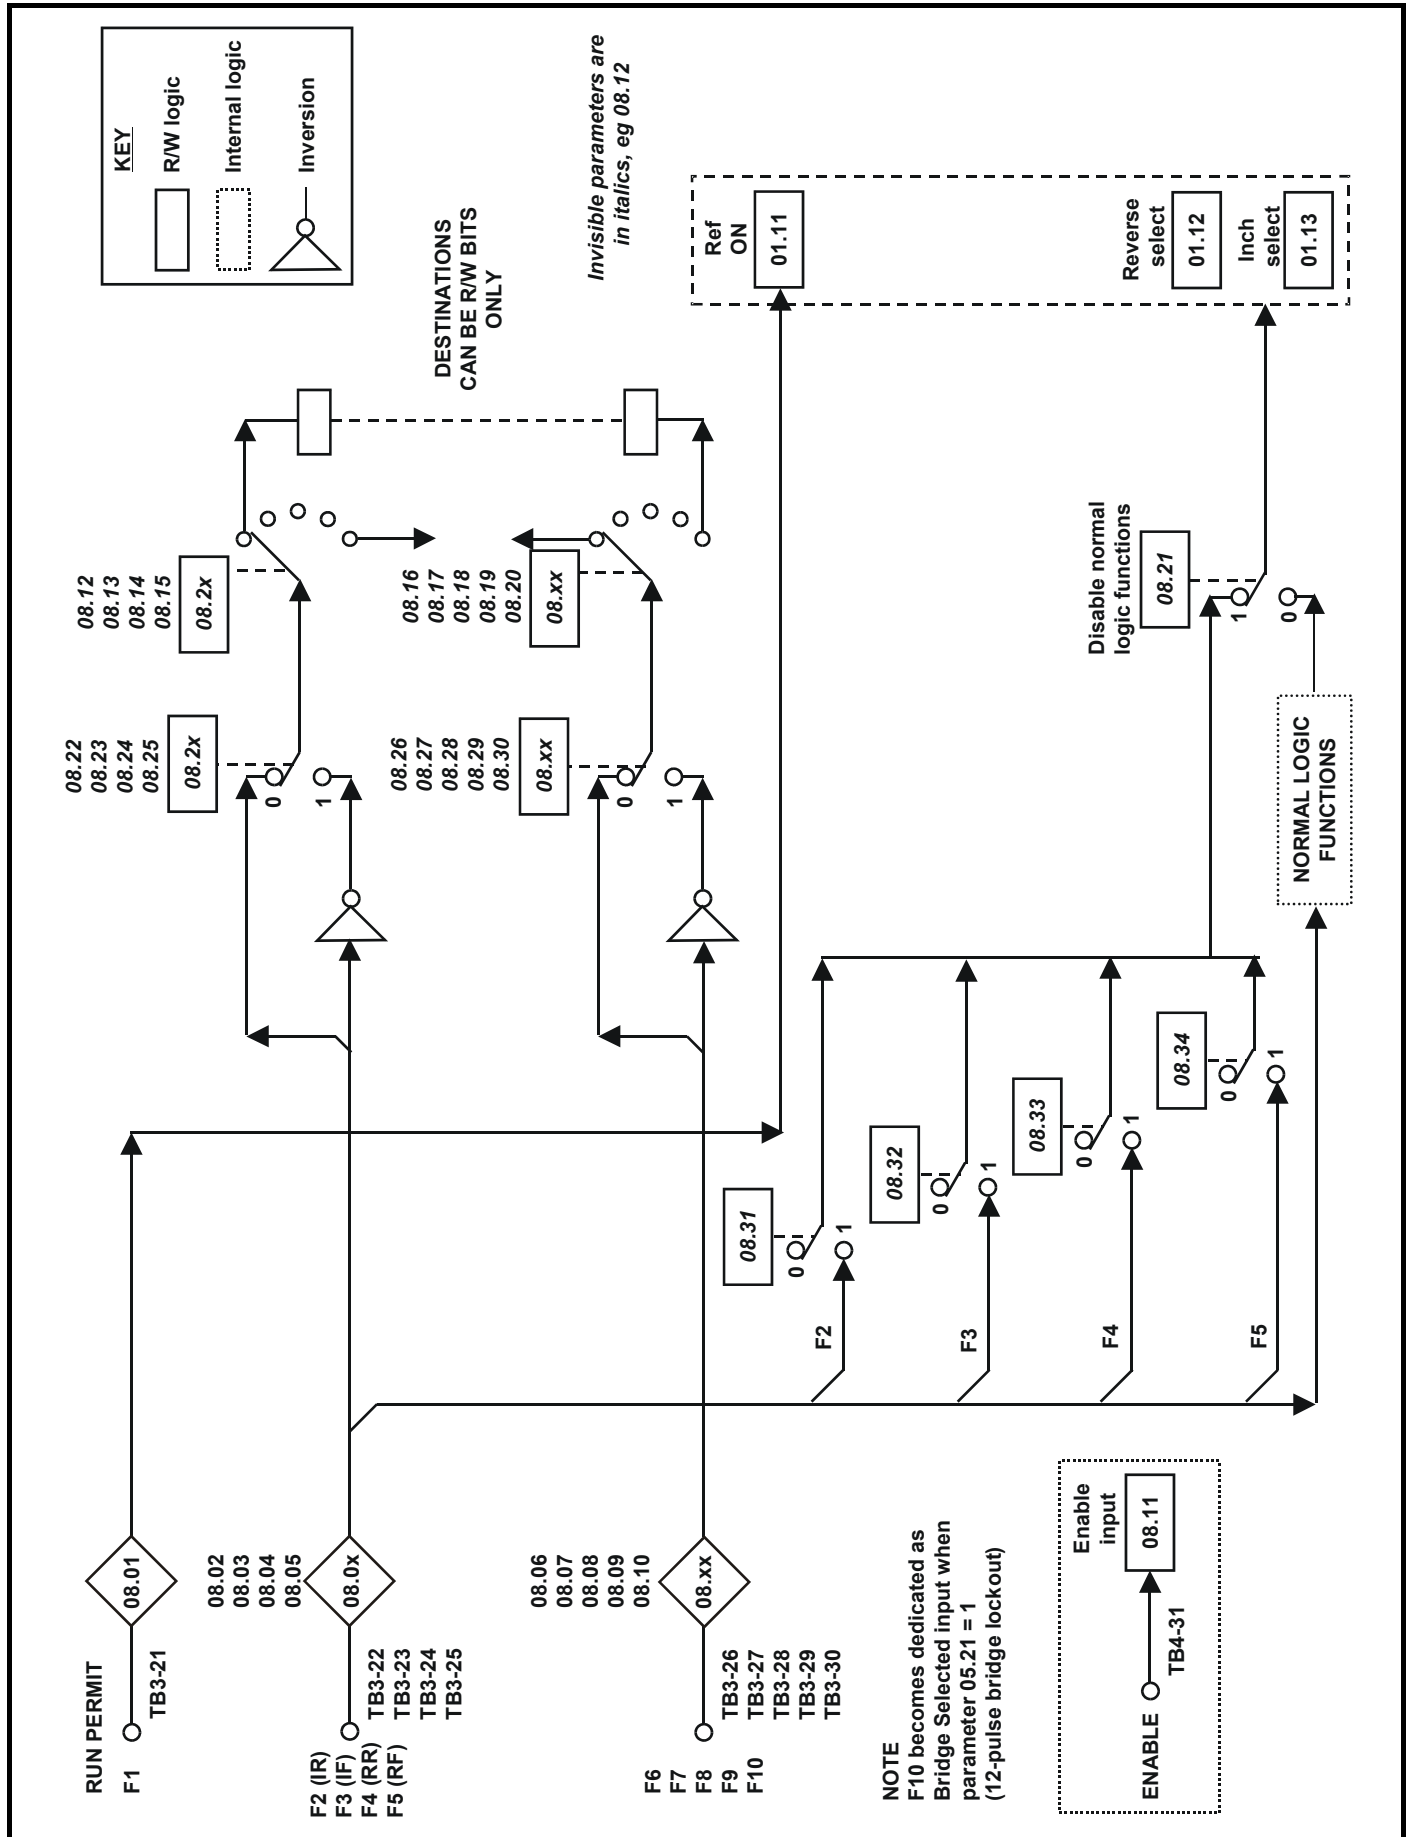 KEY
R/W logic
Internal logic
Inversion
Invisible parameters are
in italics, eg 08.12
DESTINATIONS
CAN BE R/W BITS
ONLY
RUN PERMIT
F1
TB3-21
08.01
Ref
ON
01.11
F2 (IR)
F3 (IF)
F4 (RR)
F5 (RF)
TB3-22
TB3-23
TB3-24
TB3-25
08.02
08.03
08.04
08.05
08.0x
08.22
08.23
08.24
08.25
08.2x
0
1
08.12
08.13
08.14
08.15
08.2x
F6
F7
F8
F9
F10
TB3-26
TB3-27
TB3-28
TB3-29
TB3-30
08.06
08.07
08.08
08.09
08.10
08.xx
08.26
08.27
08.28
08.29
08.30
08.xx
0
1
08.16
08.17
08.18
08.19
08.20
08.xx
F2
08.31
0
1
F3
08.32
0
1
F4
08.33
0
1
F5
08.34
0
1
Disable normal
logic functions
08.21
1
0
NORMAL LOGIC
FUNCTIONS
Reverse
select
01.12
Inch
select
01.13
NOTE
F10 becomes dedicated as
Bridge Selected input when
parameter 05.21 = 1
(12-pulse bridge lockout)
ENABLE
TB4-31
Enable
input
08.11